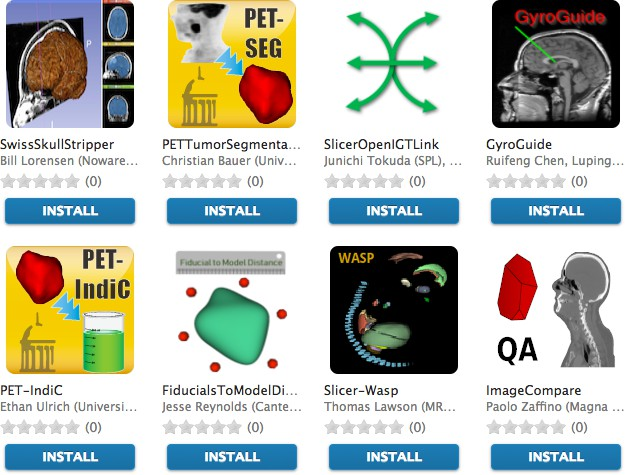 PET-
SEG
GyroGuide
SwissSkullStripper
PETTumorSegmenta...
SlicerOpenIGTLink
GyroGuide
Bill Lorensen (Noware...
Christian Bauer (Univ...
Junichi Tokuda (SPL), ...
Ruifeng Chen, Luping...
(0)
(0)
(0)
(0)
INSTALL
INSTALL
INSTALL
INSTALL
PET-
IndiC
Fiducial to Model Distance
WASP
QA
PET-IndiC
FiducialsToModelDi...
Slicer-Wasp
ImageCompare
Ethan Ulrich (Universi...
Jesse Reynolds (Cante...
Thomas Lawson (MR...
Paolo Zaffino (Magna ...
(0)
(0)
(0)
(0)
INSTALL
INSTALL
INSTALL
INSTALL